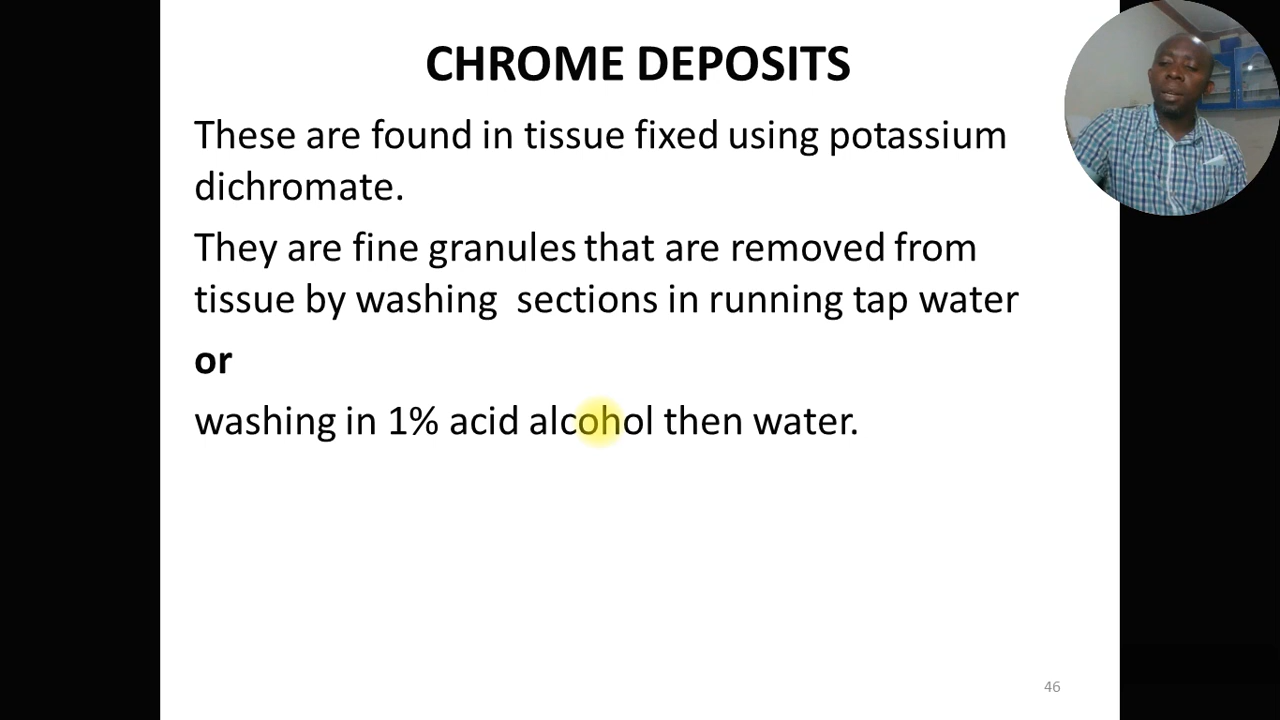 CHROME DEPOSITS
These are found in tissue fixed using potassium
dichromate.
They are fine granules that are removed from
tissue by washing  sections in running tap water
or
washing in 1% acid alcohol then water.
46